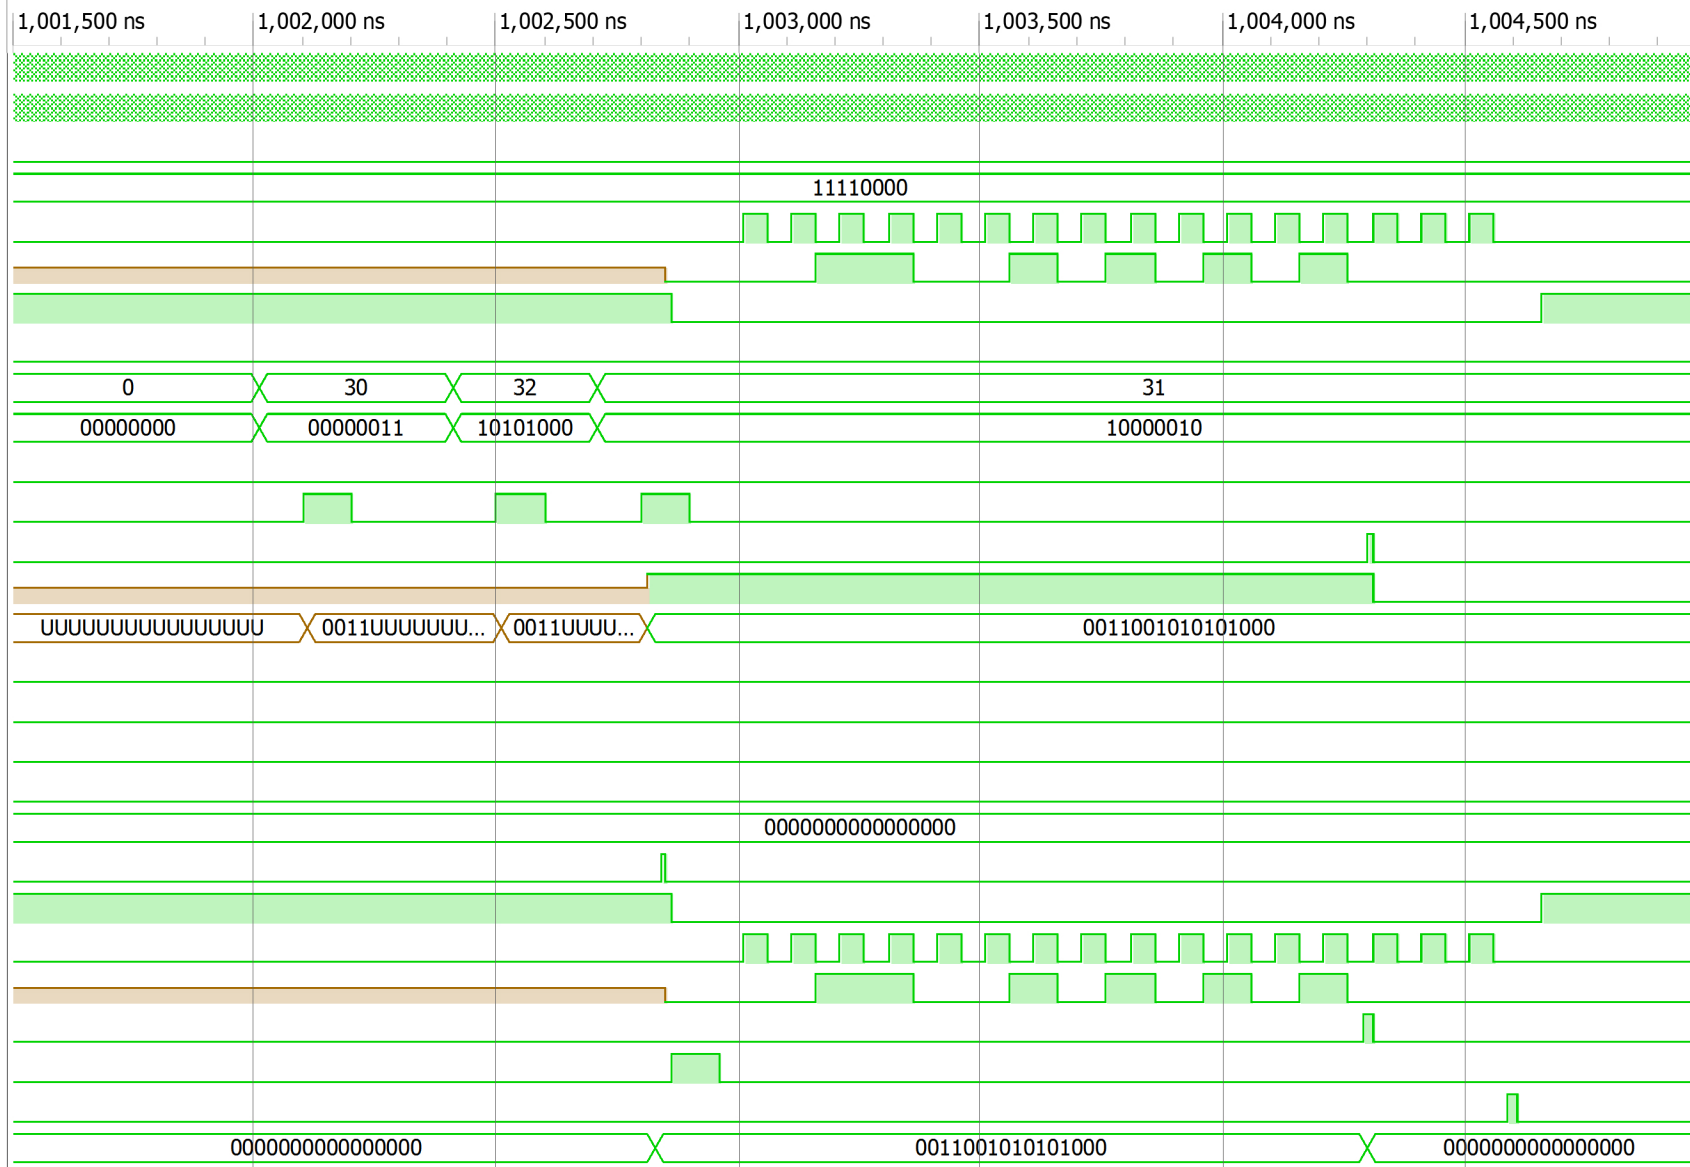 1,001,500 ns 1,002,000 ns 1,002,500 ns 1,003,000 ns 1,003,500 ns 1,004,000 ns 1,004,500 ns
11110000
0 30 32 31
00000000 00000011 10101000 10000010
UUUUUUUUUUUUUUUU 0011UUUUUUU... 0011UUUU... 0011001010101000
0000000000000000
0000000000000000 0011001010101000 0000000000000000